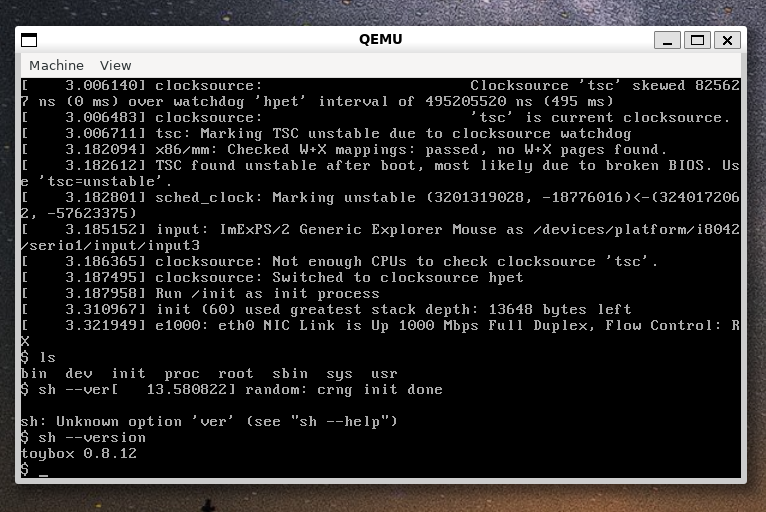 QEMU
Machine View
[    3.006140] clocksource:                       Clocksource 'tsc' skewed 82562
7 ns (0 ms) over watchdog 'hpet' interval of 495205520 ns (495 ms)
[    3.006483] clocksource:                       'tsc' is current clocksource.
[    3.006711] tsc: Marking TSC unstable due to clocksource watchdog
[    3.182094] x86/mm: Checked W+X mappings: passed, no W+X pages found.
[    3.182612] TSC found unstable after boot, most likely due to broken BIOS. Us
e 'tsc=unstable'.
[    3.182801] sched_clock: Marking unstable (3201319028, -18776016)<-(324017206
2, -57623375)
[    3.185152] input: ImExPS/2 Generic Explorer Mouse as /devices/platform/i8042
/serio1/input/input3
[    3.186365] clocksource: Not enough CPUs to check clocksource 'tsc'.
[    3.187495] clocksource: Switched to clocksource hpet
[    3.187958] Run /init as init process
[    3.310967] init (60) used greatest stack depth: 13648 bytes left
[    3.321949] e1000: eth0 NIC Link is Up 1000 Mbps Full Duplex, Flow Control: R
X
$ ls
bin  dev  init  proc  root  sbin  sys  usr
$ sh --ver[   13.580822] random: crng init done
sh: Unknown option 'ver' (see "sh --help")
$ sh --version
toybox 0.8.12
$ _